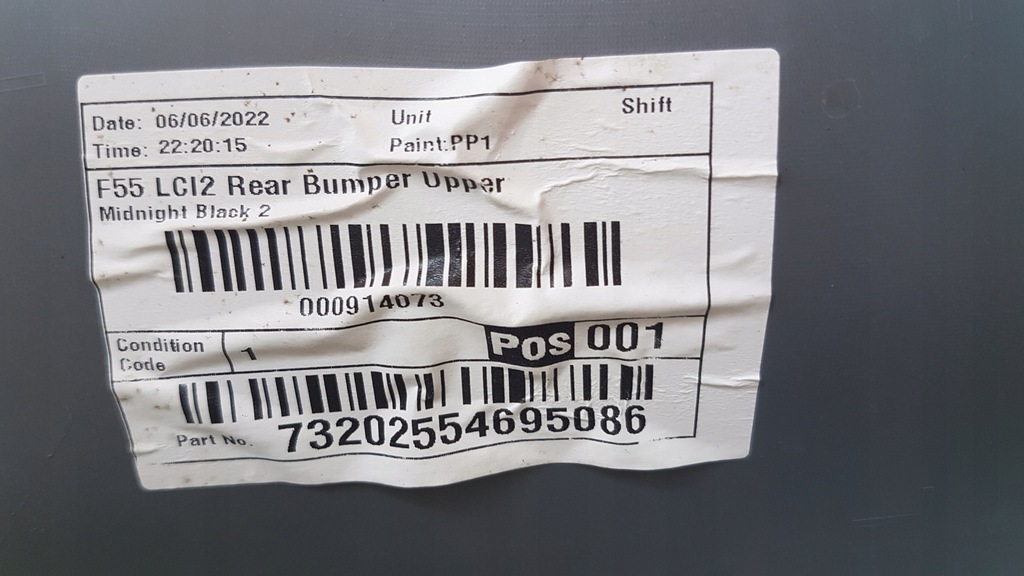 Date: 06/06/2022 Unit Shift
Time: 22:20:15 Paint:PP1
F55 LCI2 Rear Bumper Upper
Midnight Black 2
000914073
Condition Code 1 POS 001
Part No. 73202554695086